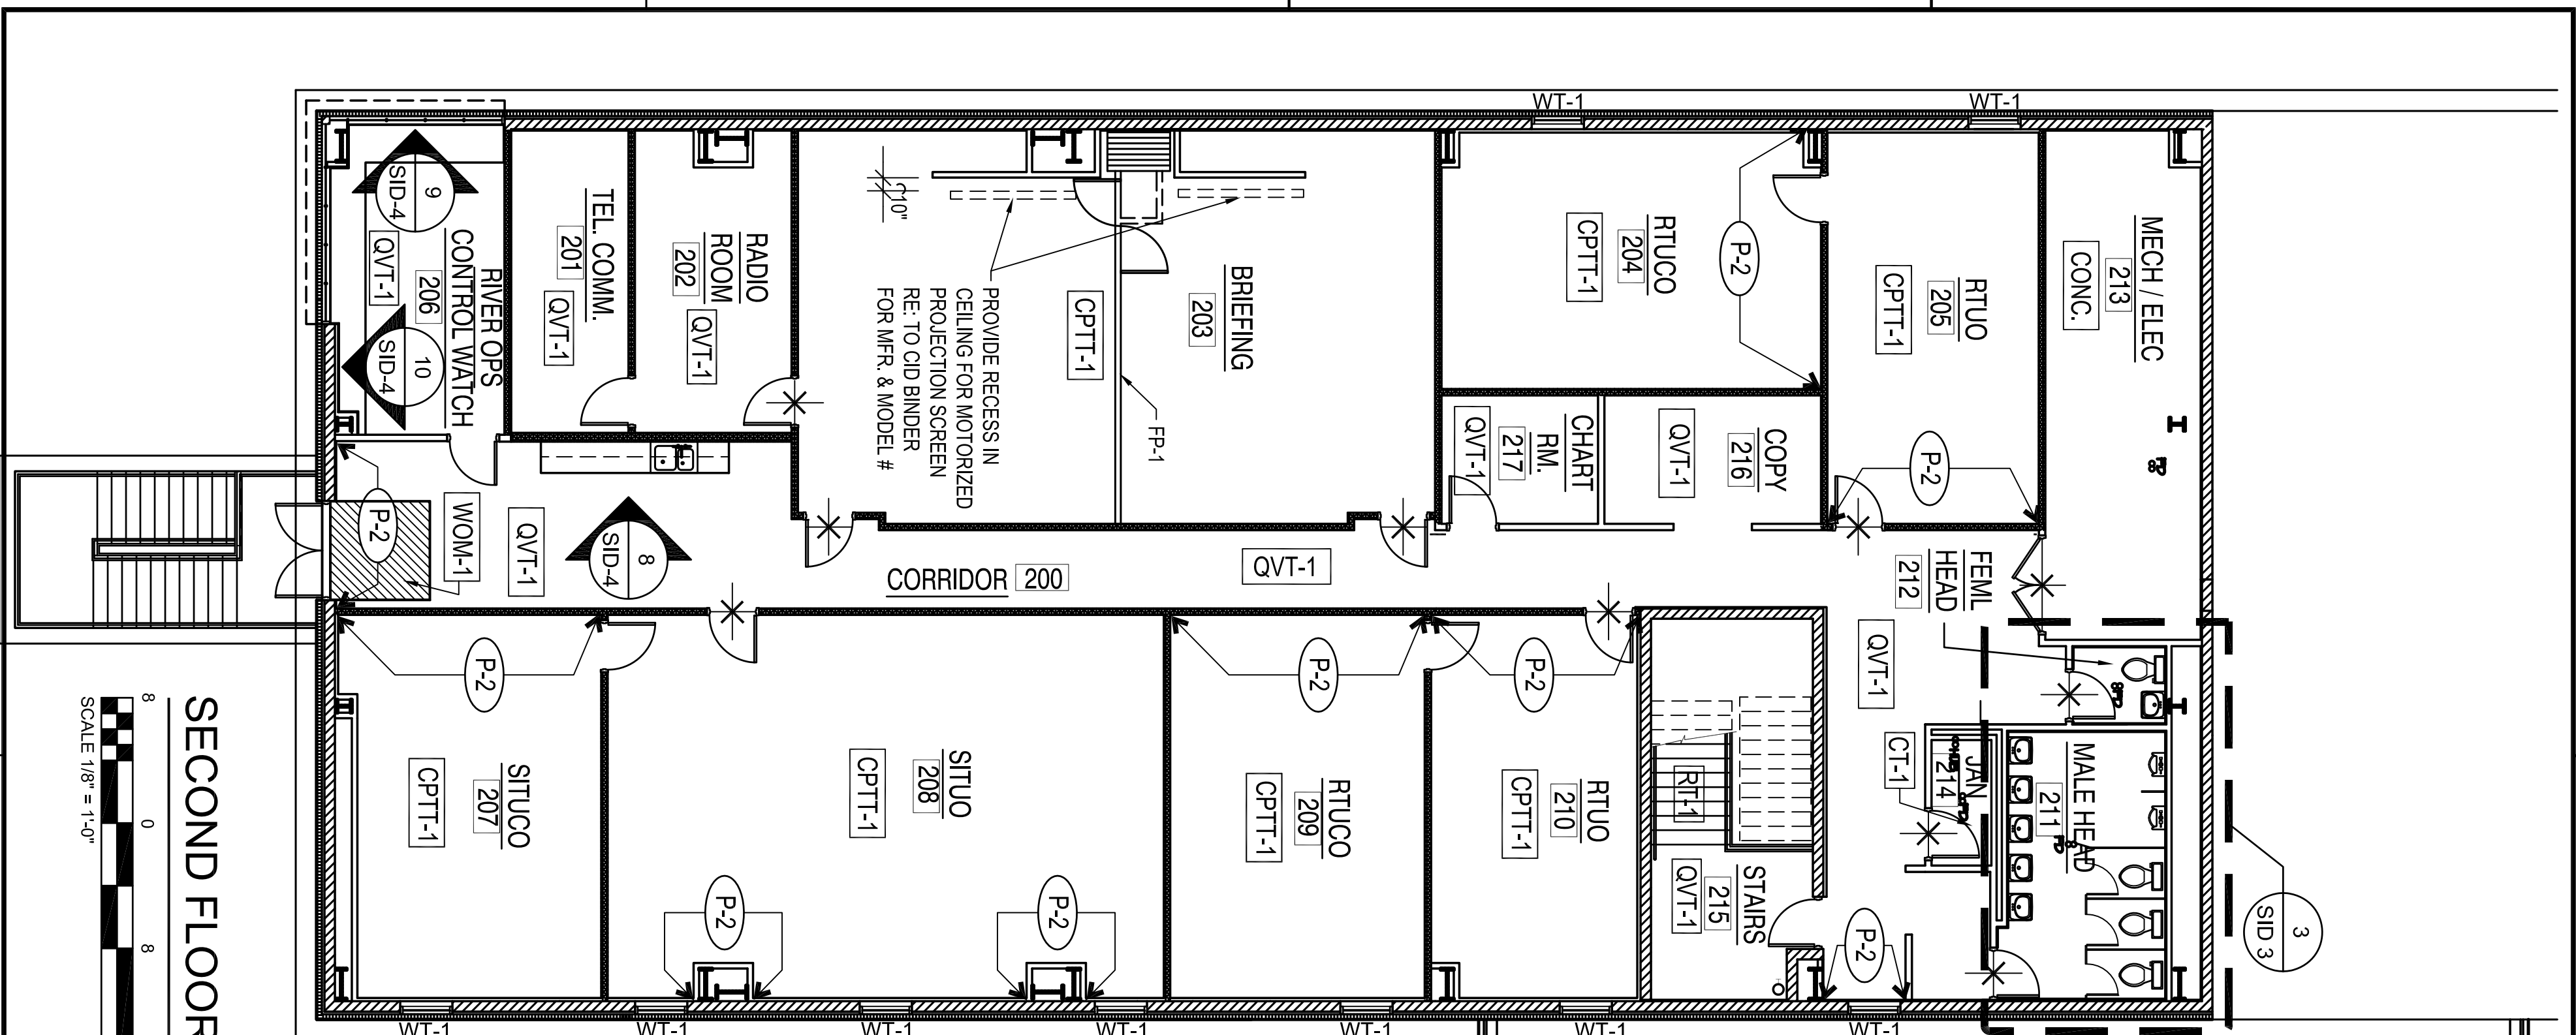 WT-1
WT-1
9
SID-4
QVT-1
RIVER OPS
CONTROL WATCH
206
10
SID-4
TEL. COMM.
201
QVT-1
RADIO
ROOM
202
QVT-1
10"
PROVIDE RECESS IN
CEILING FOR MOTORIZED
PROJECTION SCREEN
RE: TO CID BINDER
FOR MFR. & MODEL #
CPTT-1
BRIEFING
203
FP-1
RTUCO
204
CPTT-1
P-2
RTUO
205
CPTT-1
P-2
MECH / ELEC
213
CONC.
CHART
RM.
217
QVT-1
COPY
216
QVT-1
P-2
WOM-1
QVT-1
8
SID-4
CORRIDOR 200
QVT-1
FEML
HEAD
212
QVT-1
P-2
SITUCO
207
CPTT-1
SITUO
208
CPTT-1
P-2
P-2
P-2
RTUCO
209
CPTT-1
P-2
RTUO
210
CPTT-1
RT-1
STAIRS
215
QVT-1
CT-1
JAN
214
MALE HEAD
211
P-2
3
SID 3
SECOND FLOOR
8 0 8
SCALE 1/8" = 1'-0"
WT-1
WT-1
WT-1
WT-1
WT-1
WT-1
WT-1